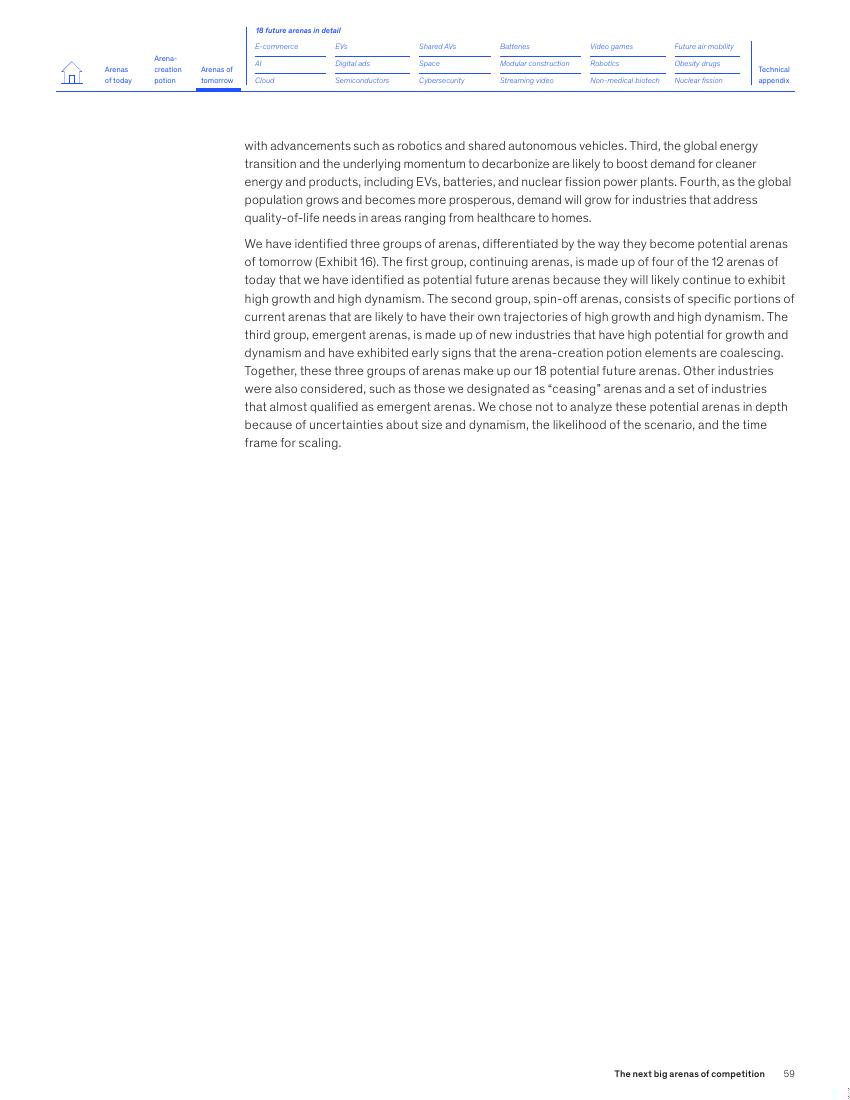 18 future arenas in detail
E-commerce EVs Shared AVs Batteries Video games Future air mobility
AI Digital ads Space Modular construction Robotics Obesity drugs
Cloud Semiconductors Cybersecurity Streaming video Non-medical biotech Nuclear fission
Arenas
of today
Arena-
creation
potion
Arenas of
tomorrow
Technical
appendix
with advancements such as robotics and shared autonomous vehicles. Third, the global energy
transition and the underlying momentum to decarbonize are likely to boost demand for cleaner
energy and products, including EVs, batteries, and nuclear fission power plants. Fourth, as the global
population grows and becomes more prosperous, demand will grow for industries that address
quality-of-life needs in areas ranging from healthcare to homes.
We have identified three groups of arenas, differentiated by the way they become potential arenas
of tomorrow (Exhibit 16). The first group, continuing arenas, is made up of four of the 12 arenas of
today that we have identified as potential future arenas because they will likely continue to exhibit
high growth and high dynamism. The second group, spin-off arenas, consists of specific portions of
current arenas that are likely to have their own trajectories of high growth and high dynamism. The
third group, emergent arenas, is made up of new industries that have high potential for growth and
dynamism and have exhibited early signs that the arena-creation potion elements are coalescing.
Together, these three groups of arenas make up our 18 potential future arenas. Other industries
were also considered, such as those we designated as “ceasing” arenas and a set of industries
that almost qualified as emergent arenas. We chose not to analyze these potential arenas in depth
because of uncertainties about size and dynamism, the likelihood of the scenario, and the time
frame for scaling.
The next big arenas of competition 59